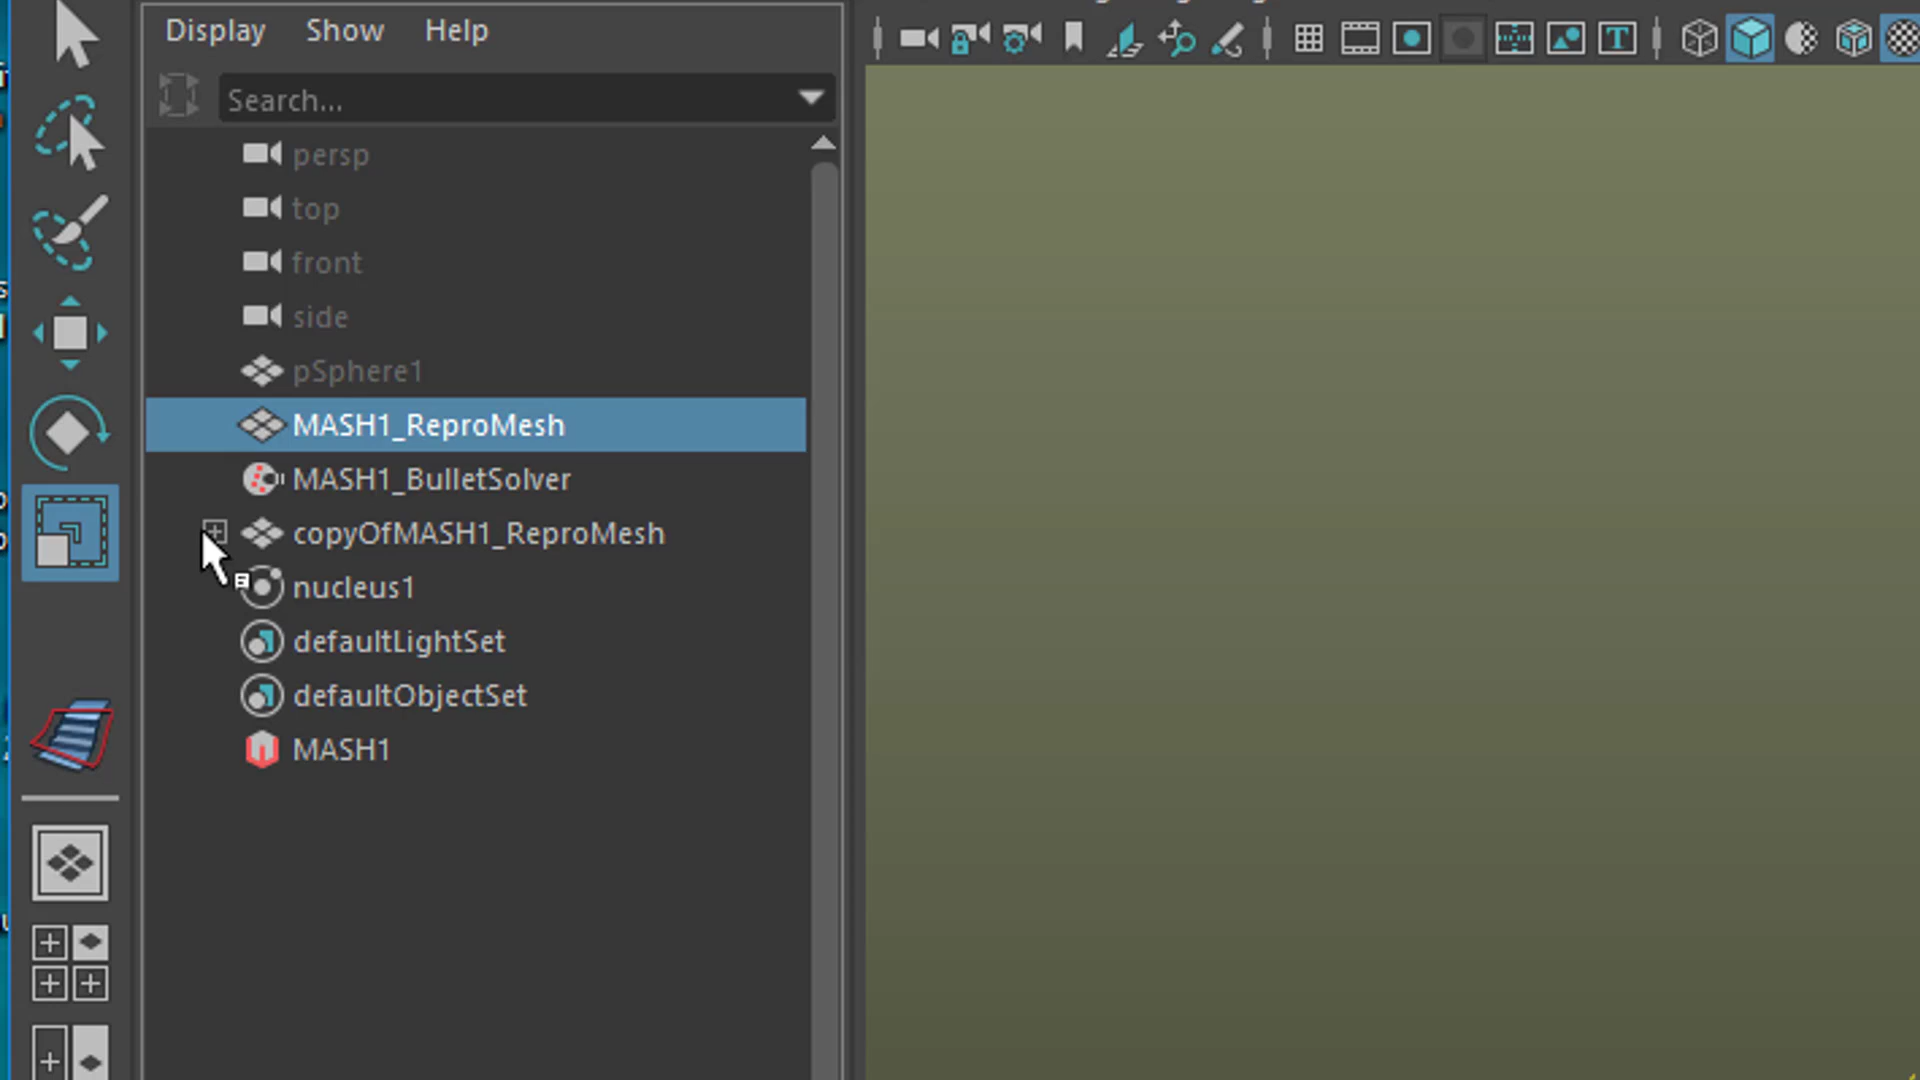 Display Show Help
Search...
persp
top
front
side
pSphere1
MASH1_ReproMesh
MASH1_BulletSolver
copyOfMASH1_ReproMesh
nucleus1
defaultLightSet
defaultObjectSet
MASH1